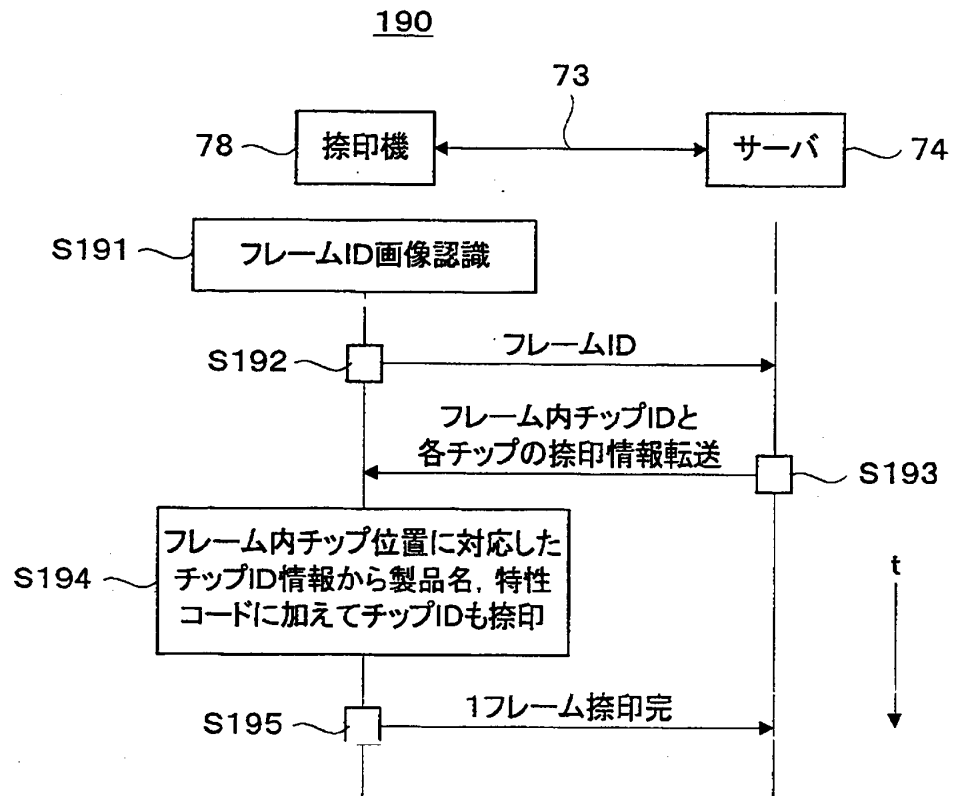 190
73
78
捺印機
サーバ
74
S191
フレームID画像認識
S192
フレームID
フレーム内チップIDと
各チップの捺印情報転送
S193
S194
フレーム内チップ位置に対応した
チップID情報から製品名，特性
コードに加えてチップIDも捺印
t
S195
1フレーム捺印完